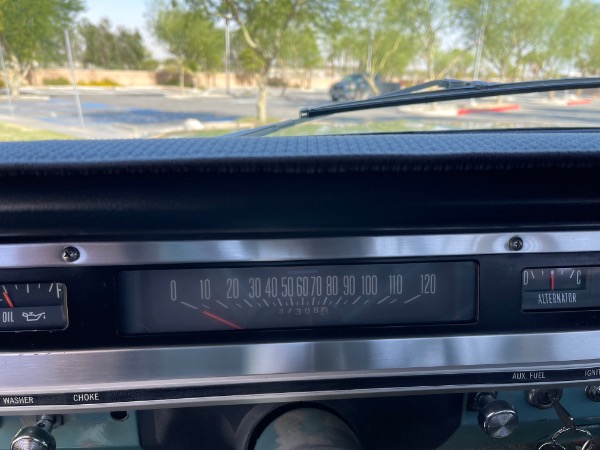 F
OIL
0 10 20 30 40 50 60 70 80 90 100 110 120
D C
ALTERNATOR
WASHER CHOKE
AUX. FUEL